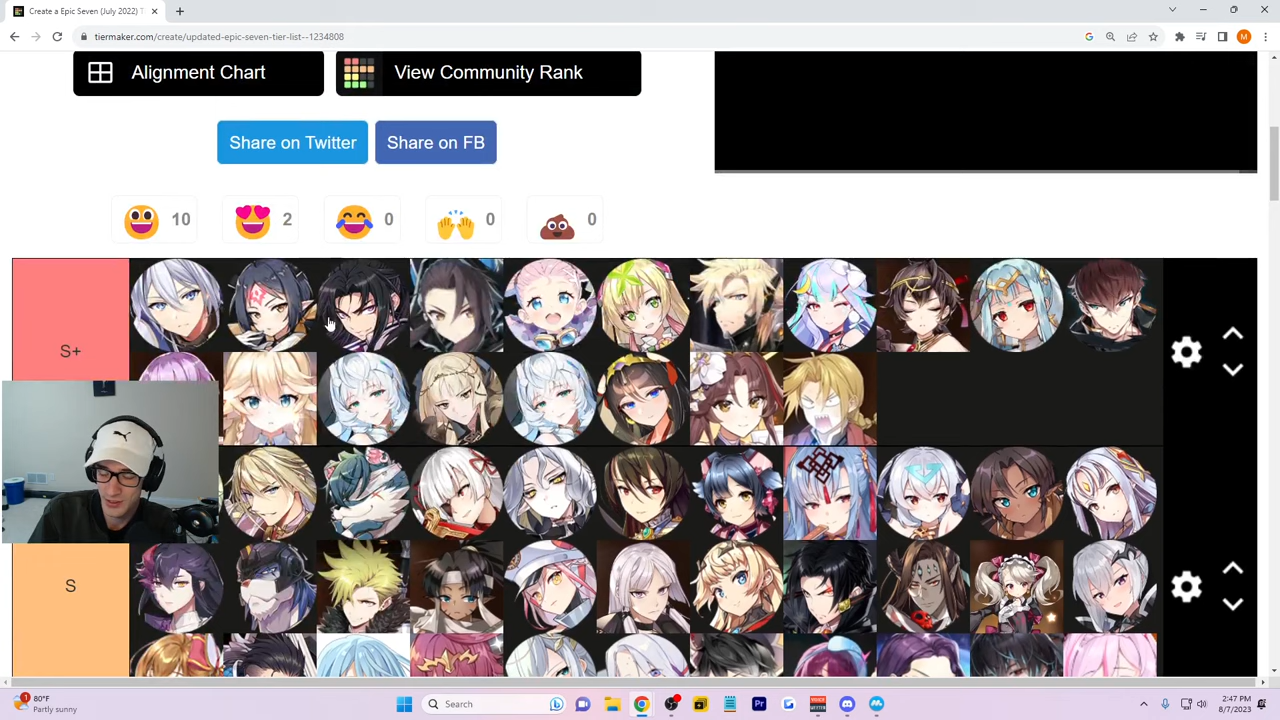 Create a Epic Seven (July 2022) T
tiermaker.com/create/updated-epic-seven-tier-list--1234808
M
Alignment Chart
View Community Rank
Share on Twitter
Share on FB
10
2
0
0
0
S+
S
1
80°F
Partly sunny
Search
2:47 PM
8/7/2023